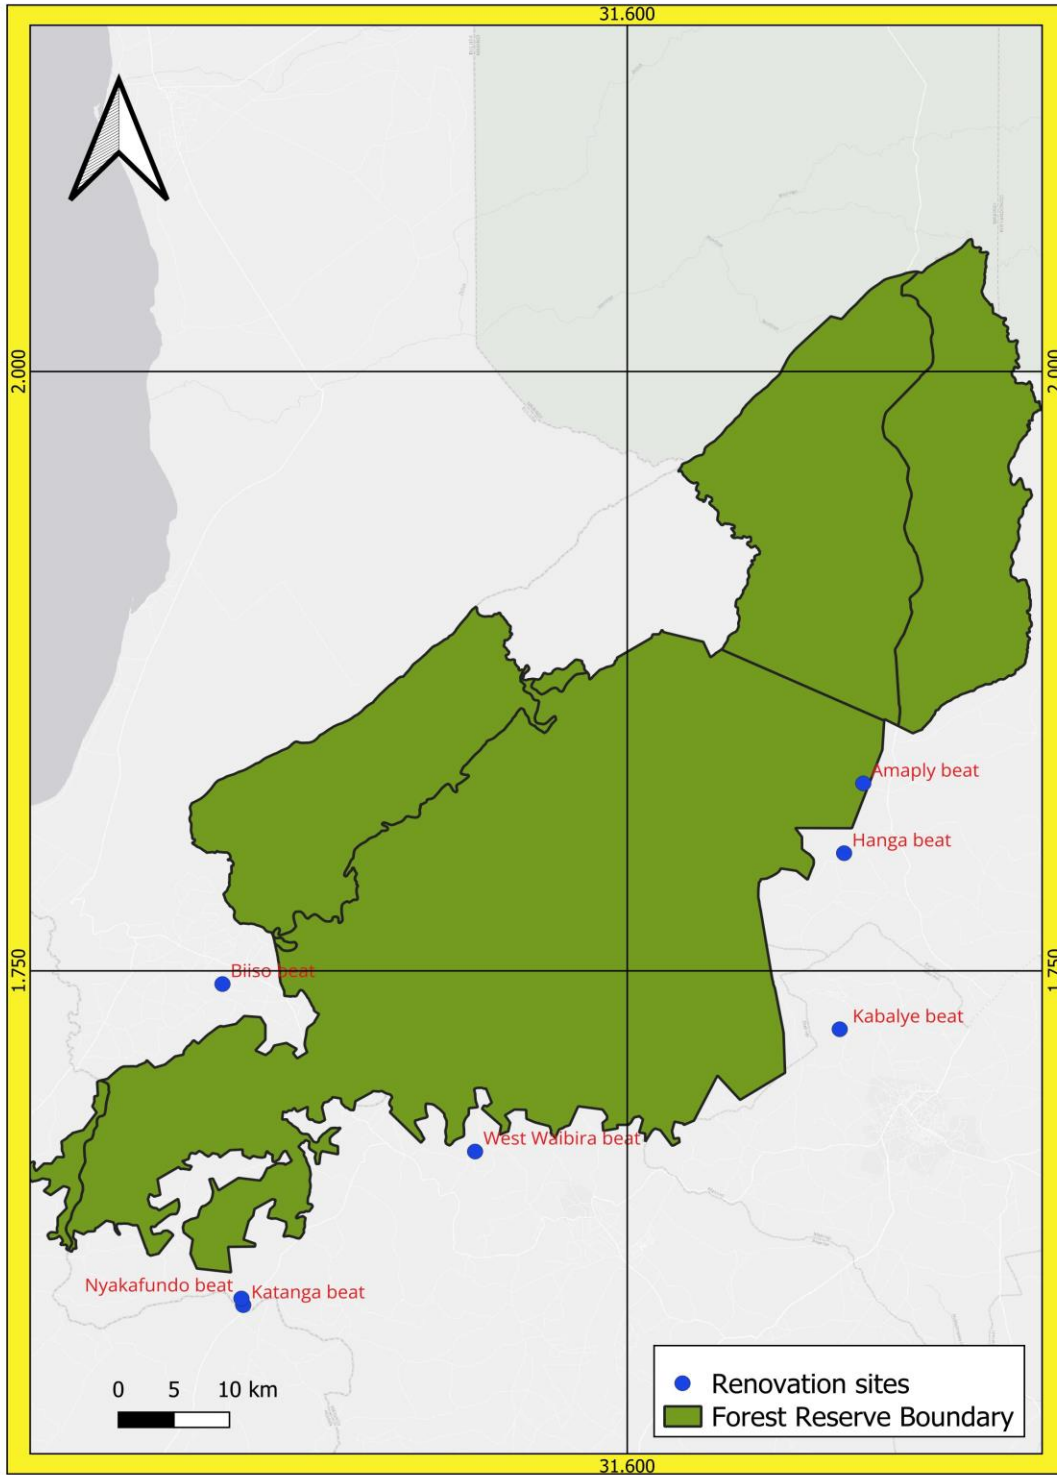 31.600
2.000
2.000
Amaply beat
Hanga beat
1.750
1.750
Biiso beat
Kabalye beat
West Waibira beat
Nyakafundo beat
Katanga beat
0 5 10 km
Renovation sites
Forest Reserve Boundary
31.600